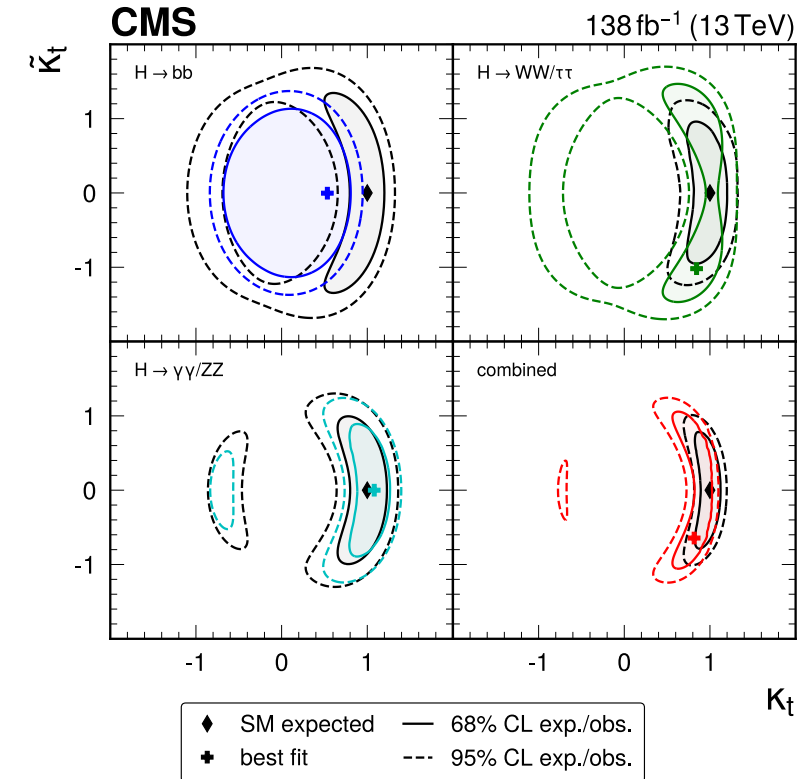 CMS 138 fb⁻¹ (13 TeV)
κ̃ₜ
H → bb
H → WW/ττ
1
0
-1
H → γγ/ZZ
combined
1
0
-1
-1 0 1 -1 0 1
κₜ
SM expected 68% CL exp./obs.
best fit 95% CL exp./obs.